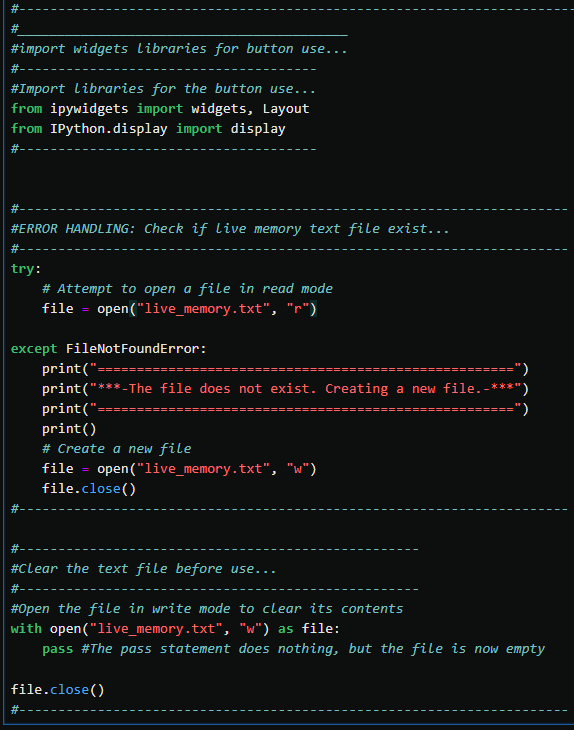 #----------------------------------------------------------------------
#__________________________________________
#import widgets libraries for button use...
#--------------------------------------
#Import libraries for the button use...
from ipywidgets import widgets, Layout
from IPython.display import display
#--------------------------------------
#----------------------------------------------------------------------
#ERROR HANDLING: Check if live memory text file exist...
#----------------------------------------------------------------------
try:
    # Attempt to open a file in read mode
    file = open("live_memory.txt", "r")
except FileNotFoundError:
    print("=====================================================")
    print("***-The file does not exist. Creating a new file.-***")
    print("=====================================================")
    print()
    # Create a new file
    file = open("live_memory.txt", "w")
    file.close()
#----------------------------------------------------------------------
#---------------------------------------------------
#Clear the text file before use...
#---------------------------------------------------
#Open the file in write mode to clear its contents
with open("live_memory.txt", "w") as file:
    pass #The pass statement does nothing, but the file is now empty
file.close()
#----------------------------------------------------------------------